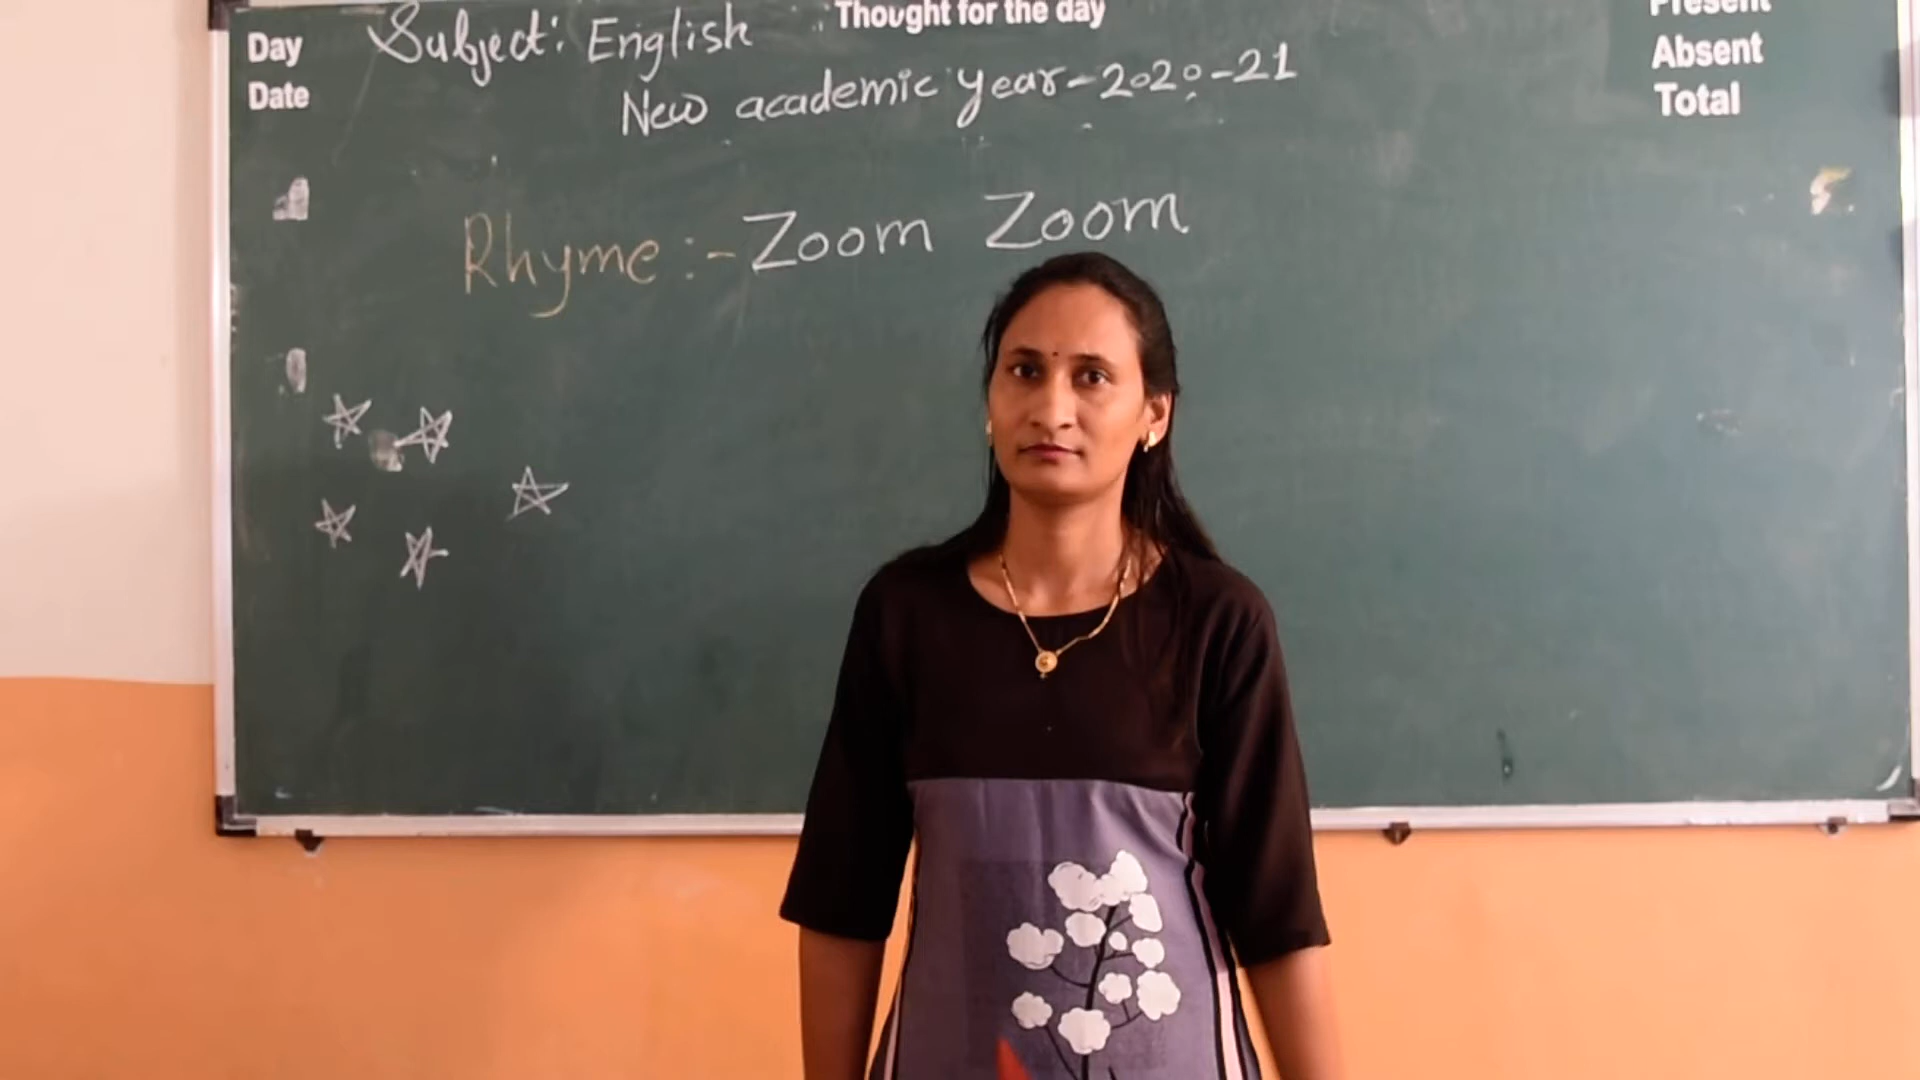 Thought for the day
Day
Subject: English
Date
New academic year-2020-21
Present
Absent
Total
Rhyme:- Zoom Zoom